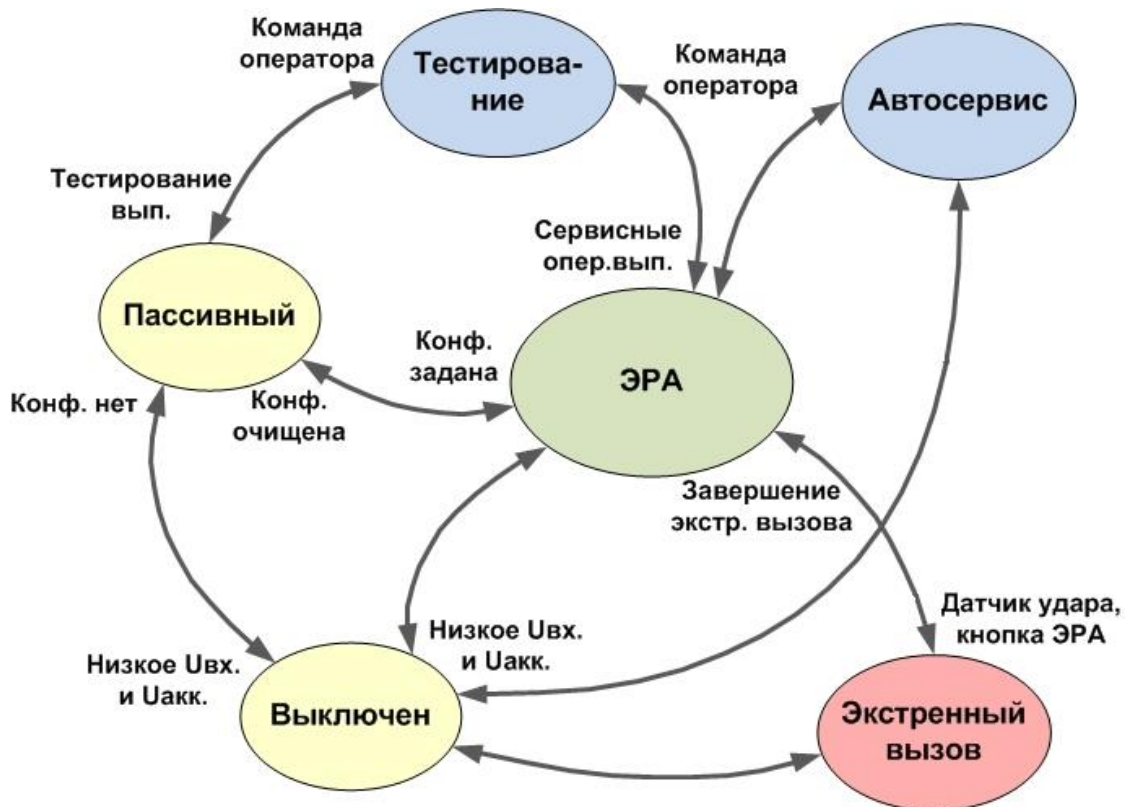 Команда
оператора
Тестирова-
ние
Команда
оператора
Автосервис
Тестирование
вып.
Сервисные
опер.вып.
Пассивный
Конф.
задана
ЭРА
Конф. нет
Конф.
очищена
Завершение
экстр. вызова
Датчик удара,
кнопка ЭРА
Низкое Uвх.
и Uакк.
Низкое Uвх.
и Uакк.
Выключен
Экстренный
вызов